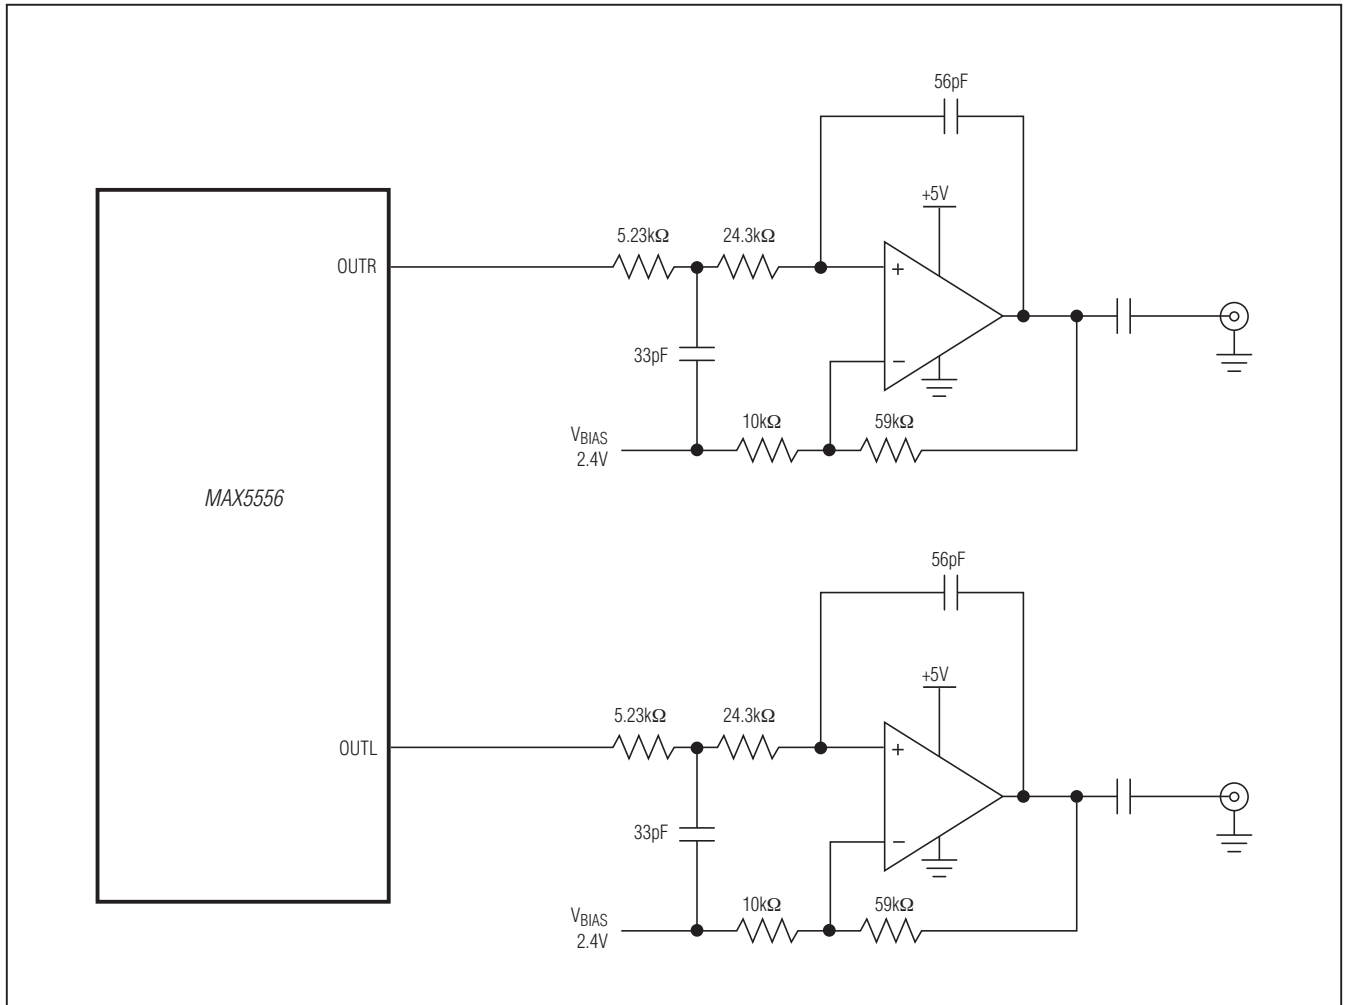 56pF
+5V
5.23kΩ 24.3kΩ
OUTR
+
33pF
−
10kΩ 59kΩ
VBIAS
2.4V
MAX5556
56pF
+5V
5.23kΩ 24.3kΩ
OUTL
+
33pF
−
10kΩ 59kΩ
VBIAS
2.4V